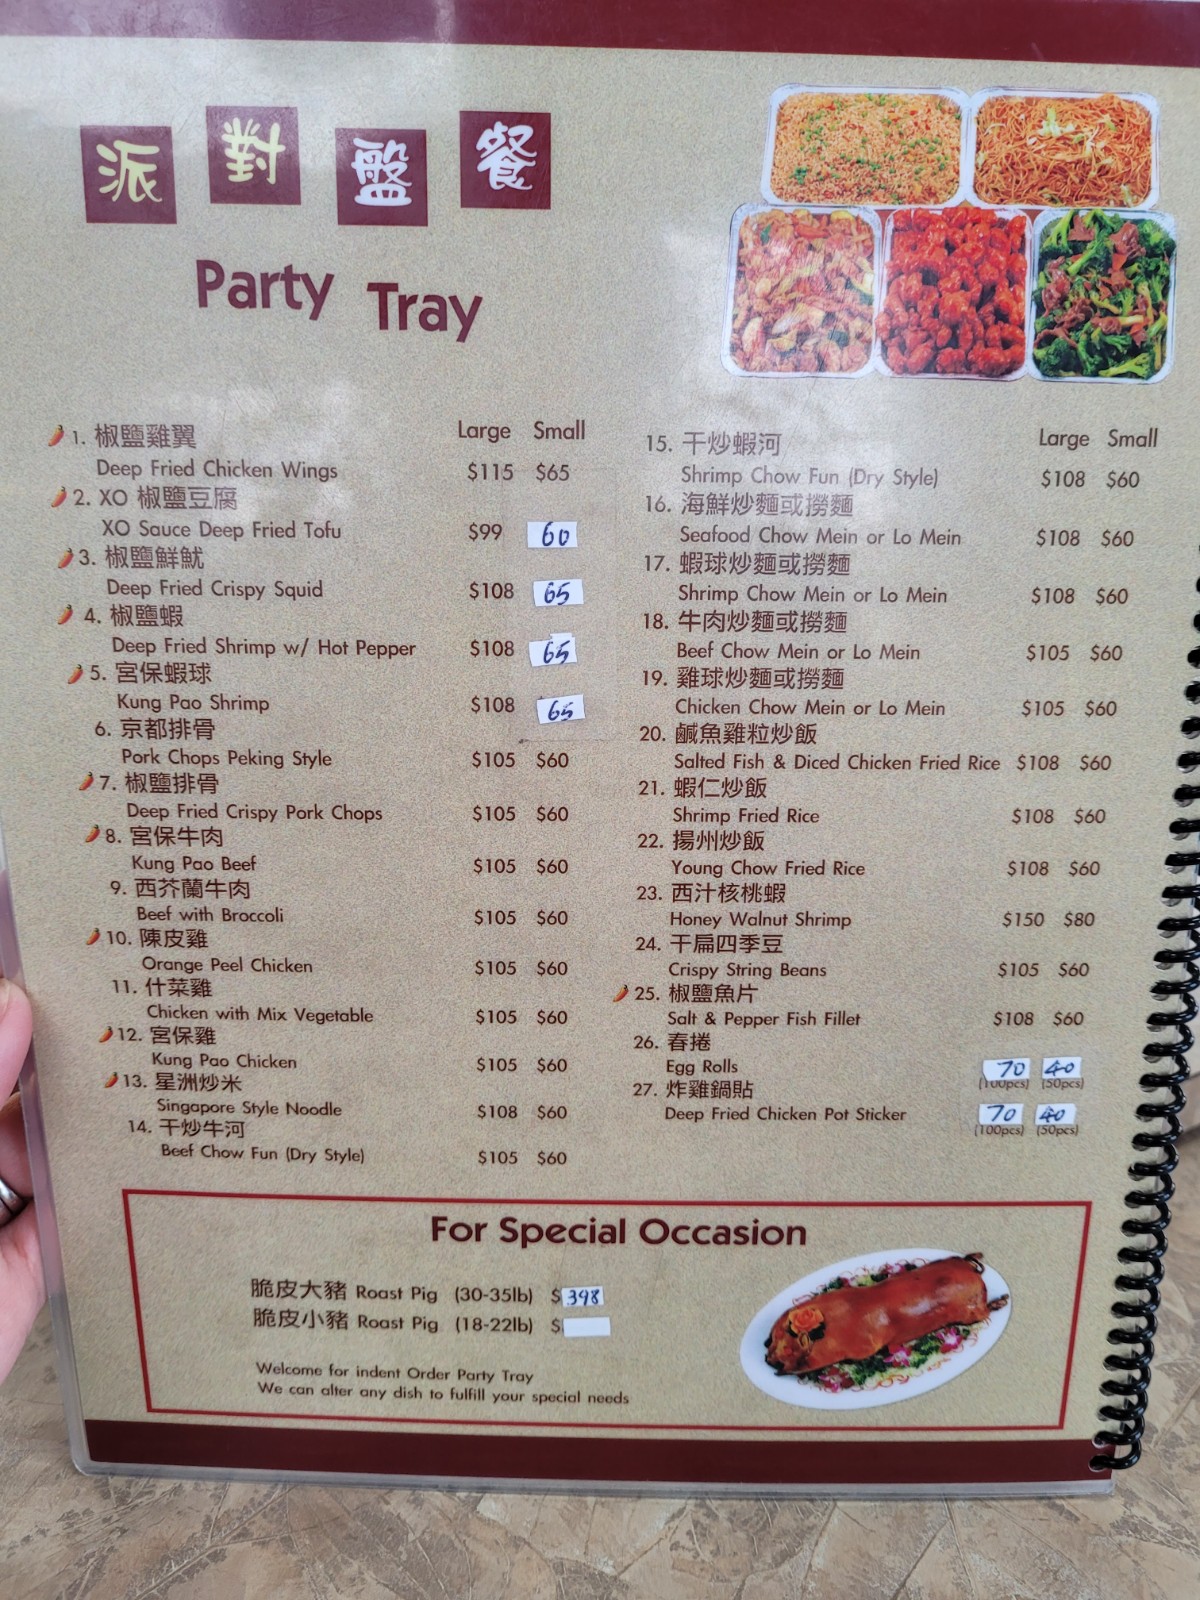 派對盤餐
Party Tray
Large Small
1. 椒鹽雞翼
Deep Fried Chicken Wings $115 $65
2. XO 椒鹽豆腐
XO Sauce Deep Fried Tofu $99 60
3. 椒鹽鮮魷
Deep Fried Crispy Squid $108 65
4. 椒鹽蝦
Deep Fried Shrimp w/ Hot Pepper $108 65
5. 宮保蝦球
Kung Pao Shrimp $108 65
6. 京都排骨
Pork Chops Peking Style $105 $60
7. 椒鹽排骨
Deep Fried Crispy Pork Chops $105 $60
8. 宮保牛肉
Kung Pao Beef $105 $60
9. 西芥蘭牛肉
Beef with Broccoli $105 $60
10. 陳皮雞
Orange Peel Chicken $105 $60
11. 什菜雞
Chicken with Mix Vegetable $105 $60
12. 宮保雞
Kung Pao Chicken $105 $60
13. 星洲炒米
Singapore Style Noodle $108 $60
14. 干炒牛河
Beef Chow Fun (Dry Style) $105 $60
Large Small
15. 干炒蝦河
Shrimp Chow Fun (Dry Style) $108 $60
16. 海鮮炒麵或撈麵
Seafood Chow Mein or Lo Mein $108 $60
17. 蝦球炒麵或撈麵
Shrimp Chow Mein or Lo Mein $108 $60
18. 牛肉炒麵或撈麵
Beef Chow Mein or Lo Mein $105 $60
19. 雞球炒麵或撈麵
Chicken Chow Mein or Lo Mein $105 $60
20. 鹹魚雞粒炒飯
Salted Fish & Diced Chicken Fried Rice $108 $60
21. 蝦仁炒飯
Shrimp Fried Rice $108 $60
22. 揚州炒飯
Young Chow Fried Rice $108 $60
23. 西汁核桃蝦
Honey Walnut Shrimp $150 $80
24. 干扁四季豆
Crispy String Beans $105 $60
25. 椒鹽魚片
Salt & Pepper Fish Fillet $108 $60
26. 春捲
Egg Rolls 70 40
(100pcs) (50pcs)
27. 炸雞鍋貼
Deep Fried Chicken Pot Sticker 70 40
(100pcs) (50pcs)
For Special Occasion
脆皮大豬 Roast Pig (30-35lb) $398
脆皮小豬 Roast Pig (18-22lb) $
Welcome for indent Order Party Tray
We can alter any dish to fulfill your special needs